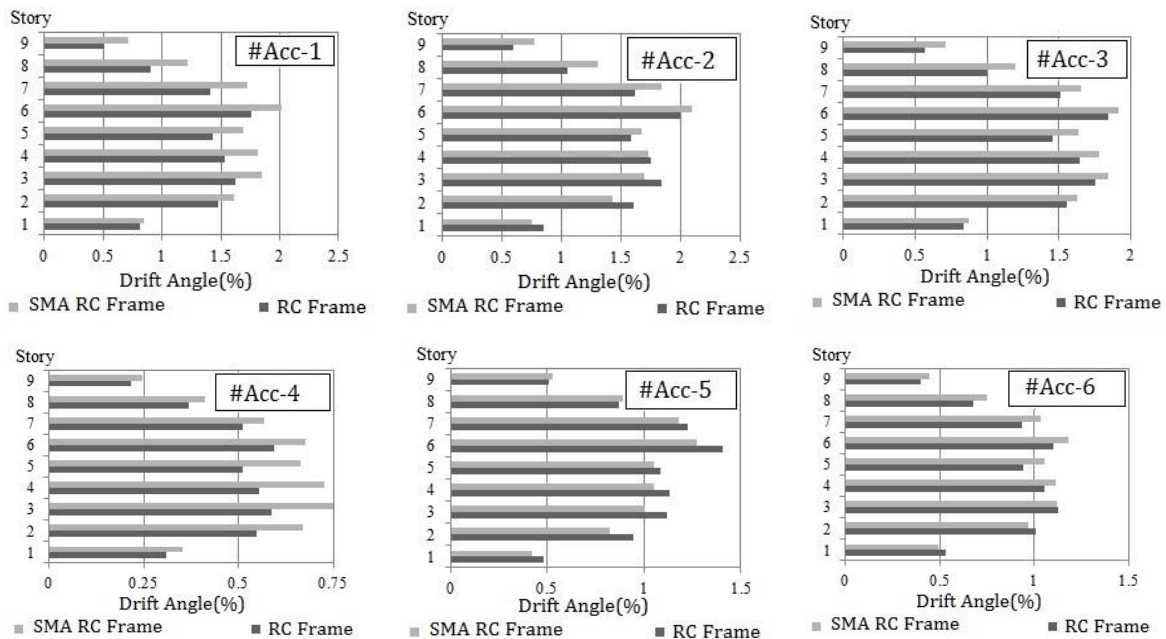 Story
#Acc-1
9
8
7
6
5
4
3
2
1
0 0.5 1 1.5 2 2.5
Drift Angle(%)
SMA RC Frame RC Frame
#Acc-2
9
8
7
6
5
4
3
2
1
0 0.5 1 1.5 2 2.5
Drift Angle(%)
SMA RC Frame RC Frame
Story
#Acc-3
9
8
7
6
5
4
3
2
1
0 0.5 1 1.5 2
Drift Angle(%)
SMA RC Frame RC Frame
Story
#Acc-4
9
8
7
6
5
4
3
2
1
0 0.25 0.5 0.75
Drift Angle(%)
SMA RC Frame RC Frame
Story
#Acc-5
9
8
7
6
5
4
3
2
1
0 0.5 1 1.5
Drift Angle(%)
SMA RC Frame RC Frame
Story
#Acc-6
9
8
7
6
5
4
3
2
1
0 0.5 1 1.5
Drift Angle(%)
SMA RC Frame RC Frame